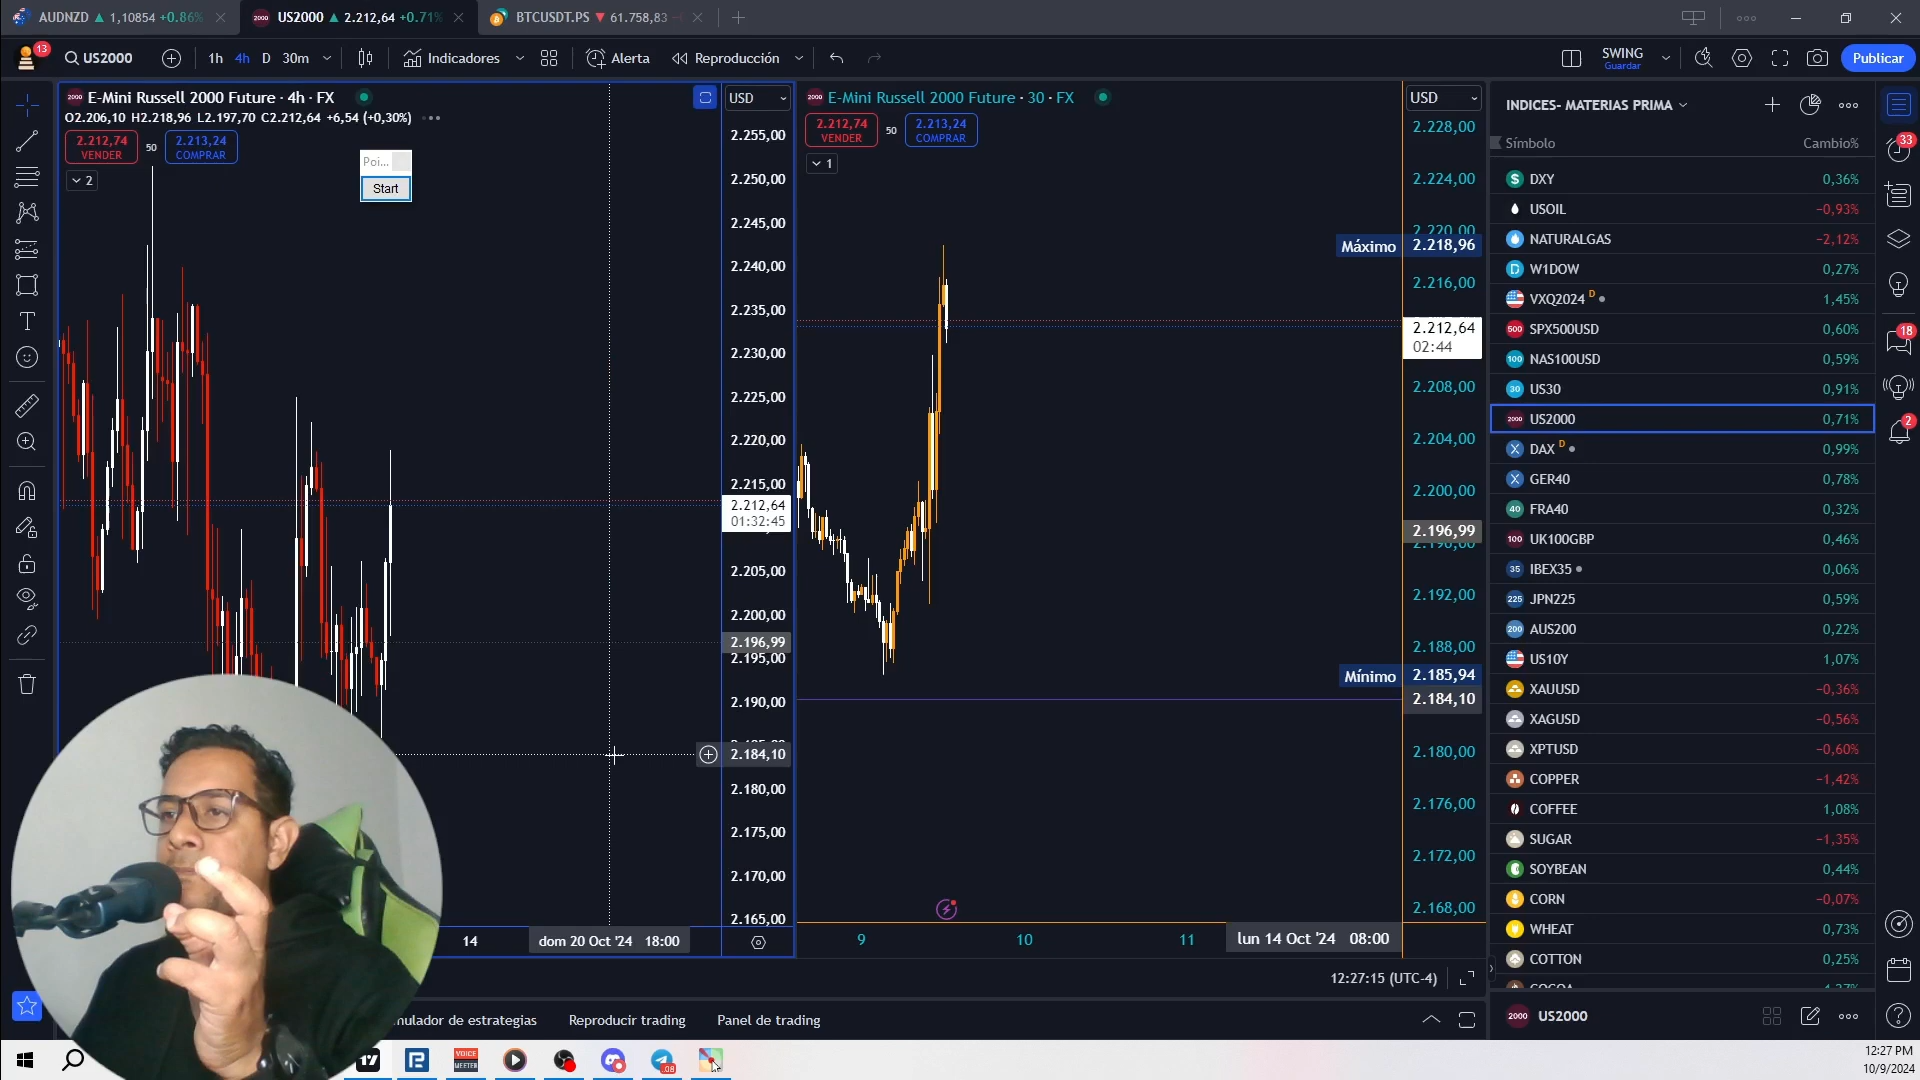 AUDNZD ▲ 1,10854 +0.86%
US2000 ▲ 2.212,64 +0.71%
BTCUSDT.PS ▼ 61.758,83
13
US2000
1h 4h D 30m
Indicadores
Alerta
Reproducción
SWING
Guardar
Publicar
E-Mini Russell 2000 Future · 4h · FX
O2.206,10 H2.218,96 L2.197,70 C2.212,64 +6,54 (+0,30%)
2.212,74
VENDER
50
2.213,24
COMPRAR
2
Poi...
Start
USD
2.255,00
2.250,00
2.245,00
2.240,00
2.235,00
2.230,00
2.225,00
2.220,00
2.215,00
2.212,64
01:32:45
2.205,00
2.200,00
2.196,99
2.195,00
2.190,00
2.184,10
2.180,00
2.175,00
2.170,00
2.165,00
14
dom 20 Oct '24 18:00
E-Mini Russell 2000 Future · 30 · FX
2.212,74
VENDER
50
2.213,24
COMPRAR
1
USD
2.228,00
2.224,00
2.220,00
Máximo 2.218,96
2.216,00
2.212,64
02:44
2.208,00
2.204,00
2.200,00
2.196,99
2.192,00
2.188,00
Mínimo 2.185,94
2.184,10
2.180,00
2.176,00
2.172,00
2.168,00
9 10 11
lun 14 Oct '24 08:00
12:27:15 (UTC-4)
INDICES- MATERIAS PRIMA
Símbolo Cambio%
DXY 0,36%
USOIL −0,93%
NATURALGAS −2,12%
W1DOW 0,27%
VXQ2024 D 1,45%
SPX500USD 0,60%
NAS100USD 0,59%
US30 0,91%
US2000 0,71%
DAX D 0,99%
GER40 0,78%
FRA40 0,32%
UK100GBP 0,46%
IBEX35 0,06%
JPN225 0,59%
AUS200 0,22%
US10Y 1,07%
XAUUSD −0,36%
XAGUSD −0,56%
XPTUSD −0,60%
COPPER −1,42%
COFFEE 1,08%
SUGAR −1,35%
SOYBEAN 0,44%
CORN −0,07%
WHEAT 0,73%
COTTON 0,25%
US2000
33
18
2
mulador de estrategias
Reproducir trading
Panel de trading
VOICE
MEETER
12:27 PM
10/9/2024